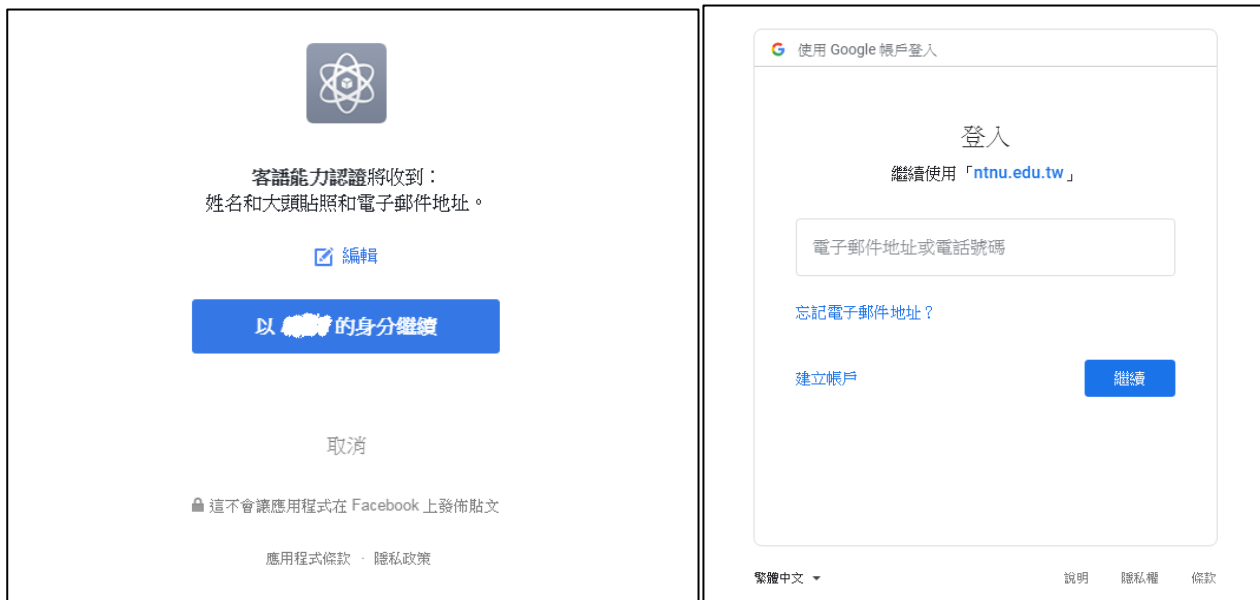 客語能力認證將收到：
姓名和大頭貼照和電子郵件地址。
編輯
以 的身分繼續
取消
這不會讓應用程式在 Facebook 上發佈貼文
應用程式條款 · 隱私政策
使用 Google 帳戶登入
登入
繼續使用「ntnu.edu.tw」
電子郵件地址或電話號碼
忘記電子郵件地址？
建立帳戶
繼續
繁體中文
說明 隱私權 條款